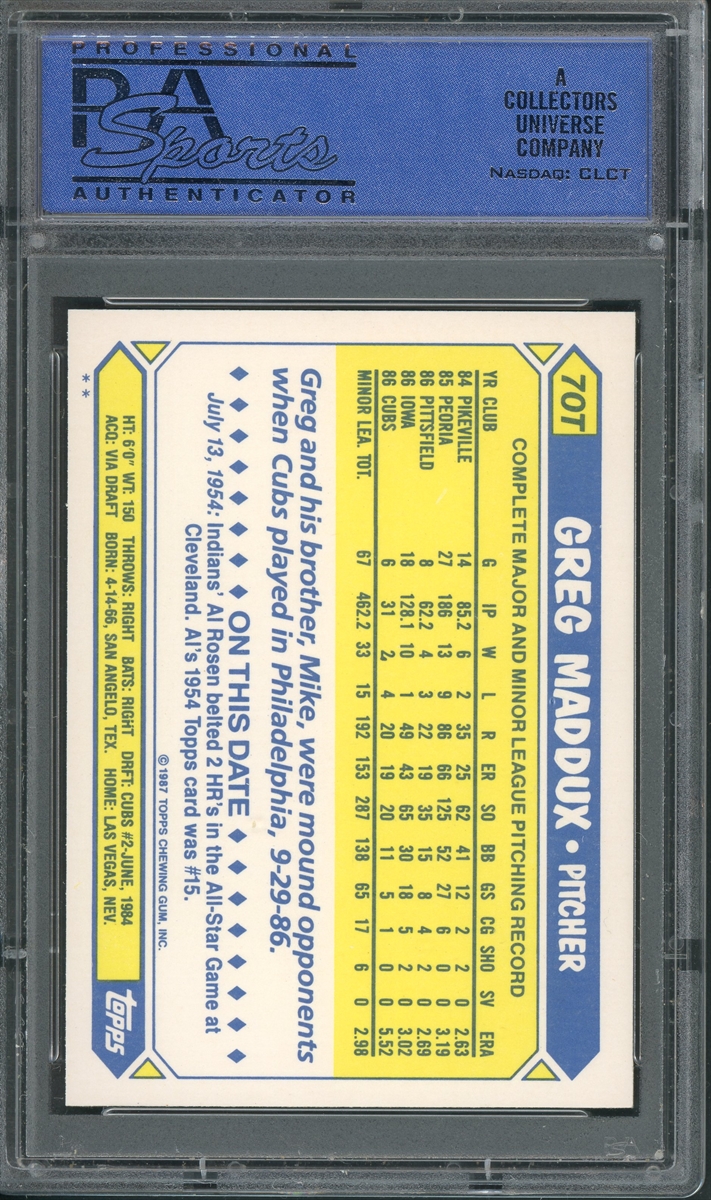 PROFESSIONAL
PSA
Sports
AUTHENTICATOR
A
COLLECTORS
UNIVERSE
COMPANY
NASDAQ: CLCT
70T
GREG MADDUX • PITCHER
COMPLETE MAJOR AND MINOR LEAGUE PITCHING RECORD
YR CLUB G IP W L R ER SO BB GS CG SHO SV ERA
84 PIKEVILLE 14 85.2 6 2 35 25 62 41 12 2 2 0 2.63
85 PEORIA 27 186 13 9 86 66 125 52 27 6 0 0 3.19
86 PITTSFIELD 8 62.2 4 3 22 19 35 15 8 4 2 0 2.69
86 IOWA 18 128.1 10 1 49 43 65 30 18 5 2 0 3.02
86 CUBS 6 31 2 4 20 19 20 11 5 1 0 0 5.52
MINOR LEA. TOT. 67 462.2 33 15 192 153 287 138 65 17 6 0 2.98
Greg and his brother, Mike, were mound opponents
when Cubs played in Philadelphia, 9-29-86.
ON THIS DATE
July 13, 1954: Indians' Al Rosen belted 2 HR's in the All-Star Game at
Cleveland. Al's 1954 Topps card was #15.
© 1987 TOPPS CHEWING GUM, INC.
HT: 6'0" WT: 150 THROWS: RIGHT BATS: RIGHT DRFT: CUBS #2-JUNE, 1984
ACQ: VIA DRAFT BORN: 4-14-66, SAN ANGELO, TEX. HOME: LAS VEGAS, NEV.
topps
**